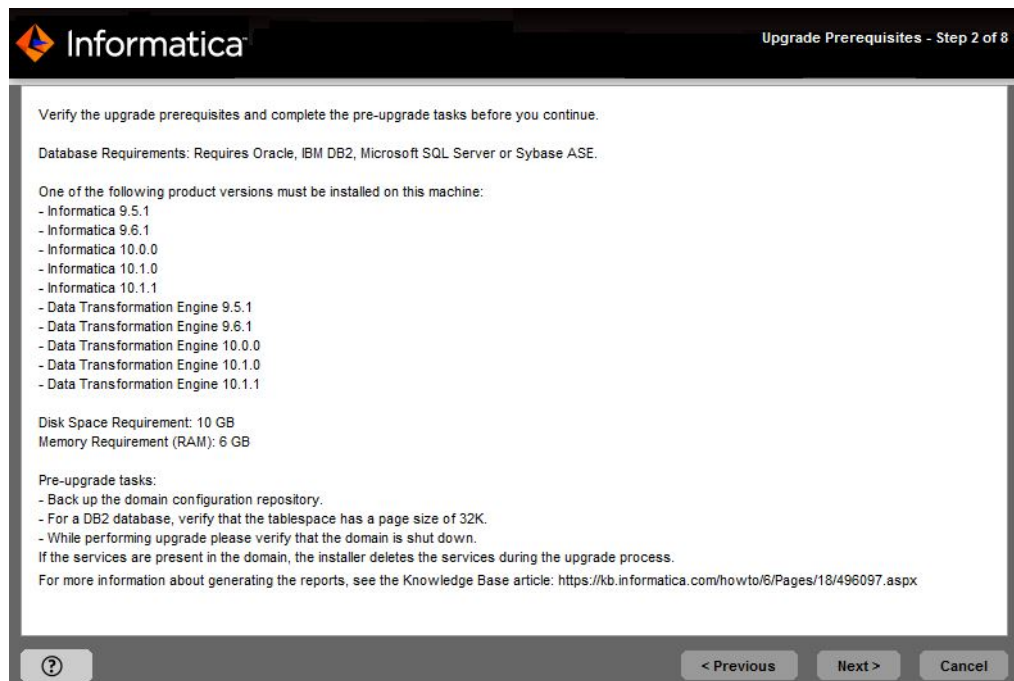 Informatica
Upgrade Prerequisites - Step 2 of 8
Verify the upgrade prerequisites and complete the pre-upgrade tasks before you continue.
Database Requirements: Requires Oracle, IBM DB2, Microsoft SQL Server or Sybase ASE.
One of the following product versions must be installed on this machine:
- Informatica 9.5.1
- Informatica 9.6.1
- Informatica 10.0.0
- Informatica 10.1.0
- Informatica 10.1.1
- Data Transformation Engine 9.5.1
- Data Transformation Engine 9.6.1
- Data Transformation Engine 10.0.0
- Data Transformation Engine 10.1.0
- Data Transformation Engine 10.1.1
Disk Space Requirement: 10 GB
Memory Requirement (RAM): 6 GB
Pre-upgrade tasks:
- Back up the domain configuration repository.
- For a DB2 database, verify that the tablespace has a page size of 32K.
- While performing upgrade please verify that the domain is shut down.
If the services are present in the domain, the installer deletes the services during the upgrade process.
For more information about generating the reports, see the Knowledge Base article: https://kb.informatica.com/howto/6/Pages/18/496097.aspx
?
< Previous
Next >
Cancel